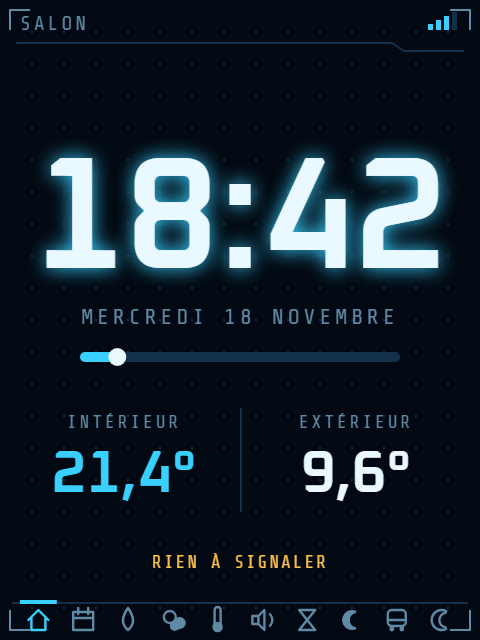 SALON
18:42
MERCREDI 18 NOVEMBRE
INTÉRIEUR
21,4°
EXTÉRIEUR
9,6°
RIEN À SIGNALER